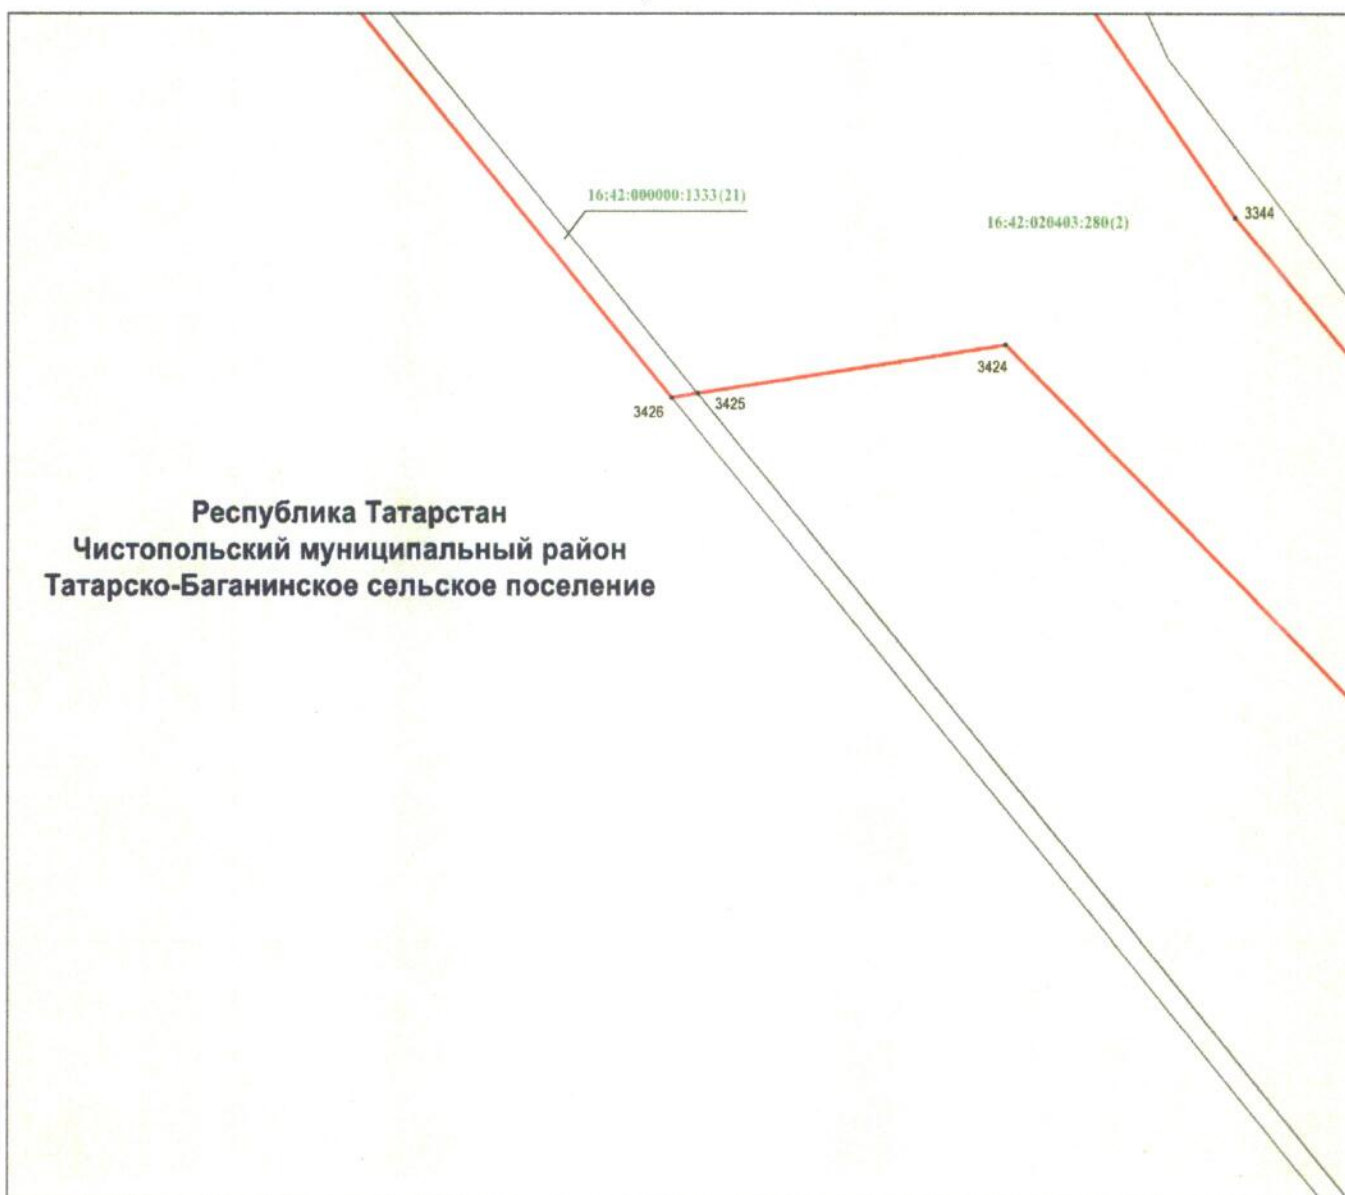 16:42:000000:1333(21)
16:42:020403:280(2)
3344
3424
3426
3425
Республика Татарстан
Чистопольский муниципальный район
Татарско-Баганинское сельское поселение